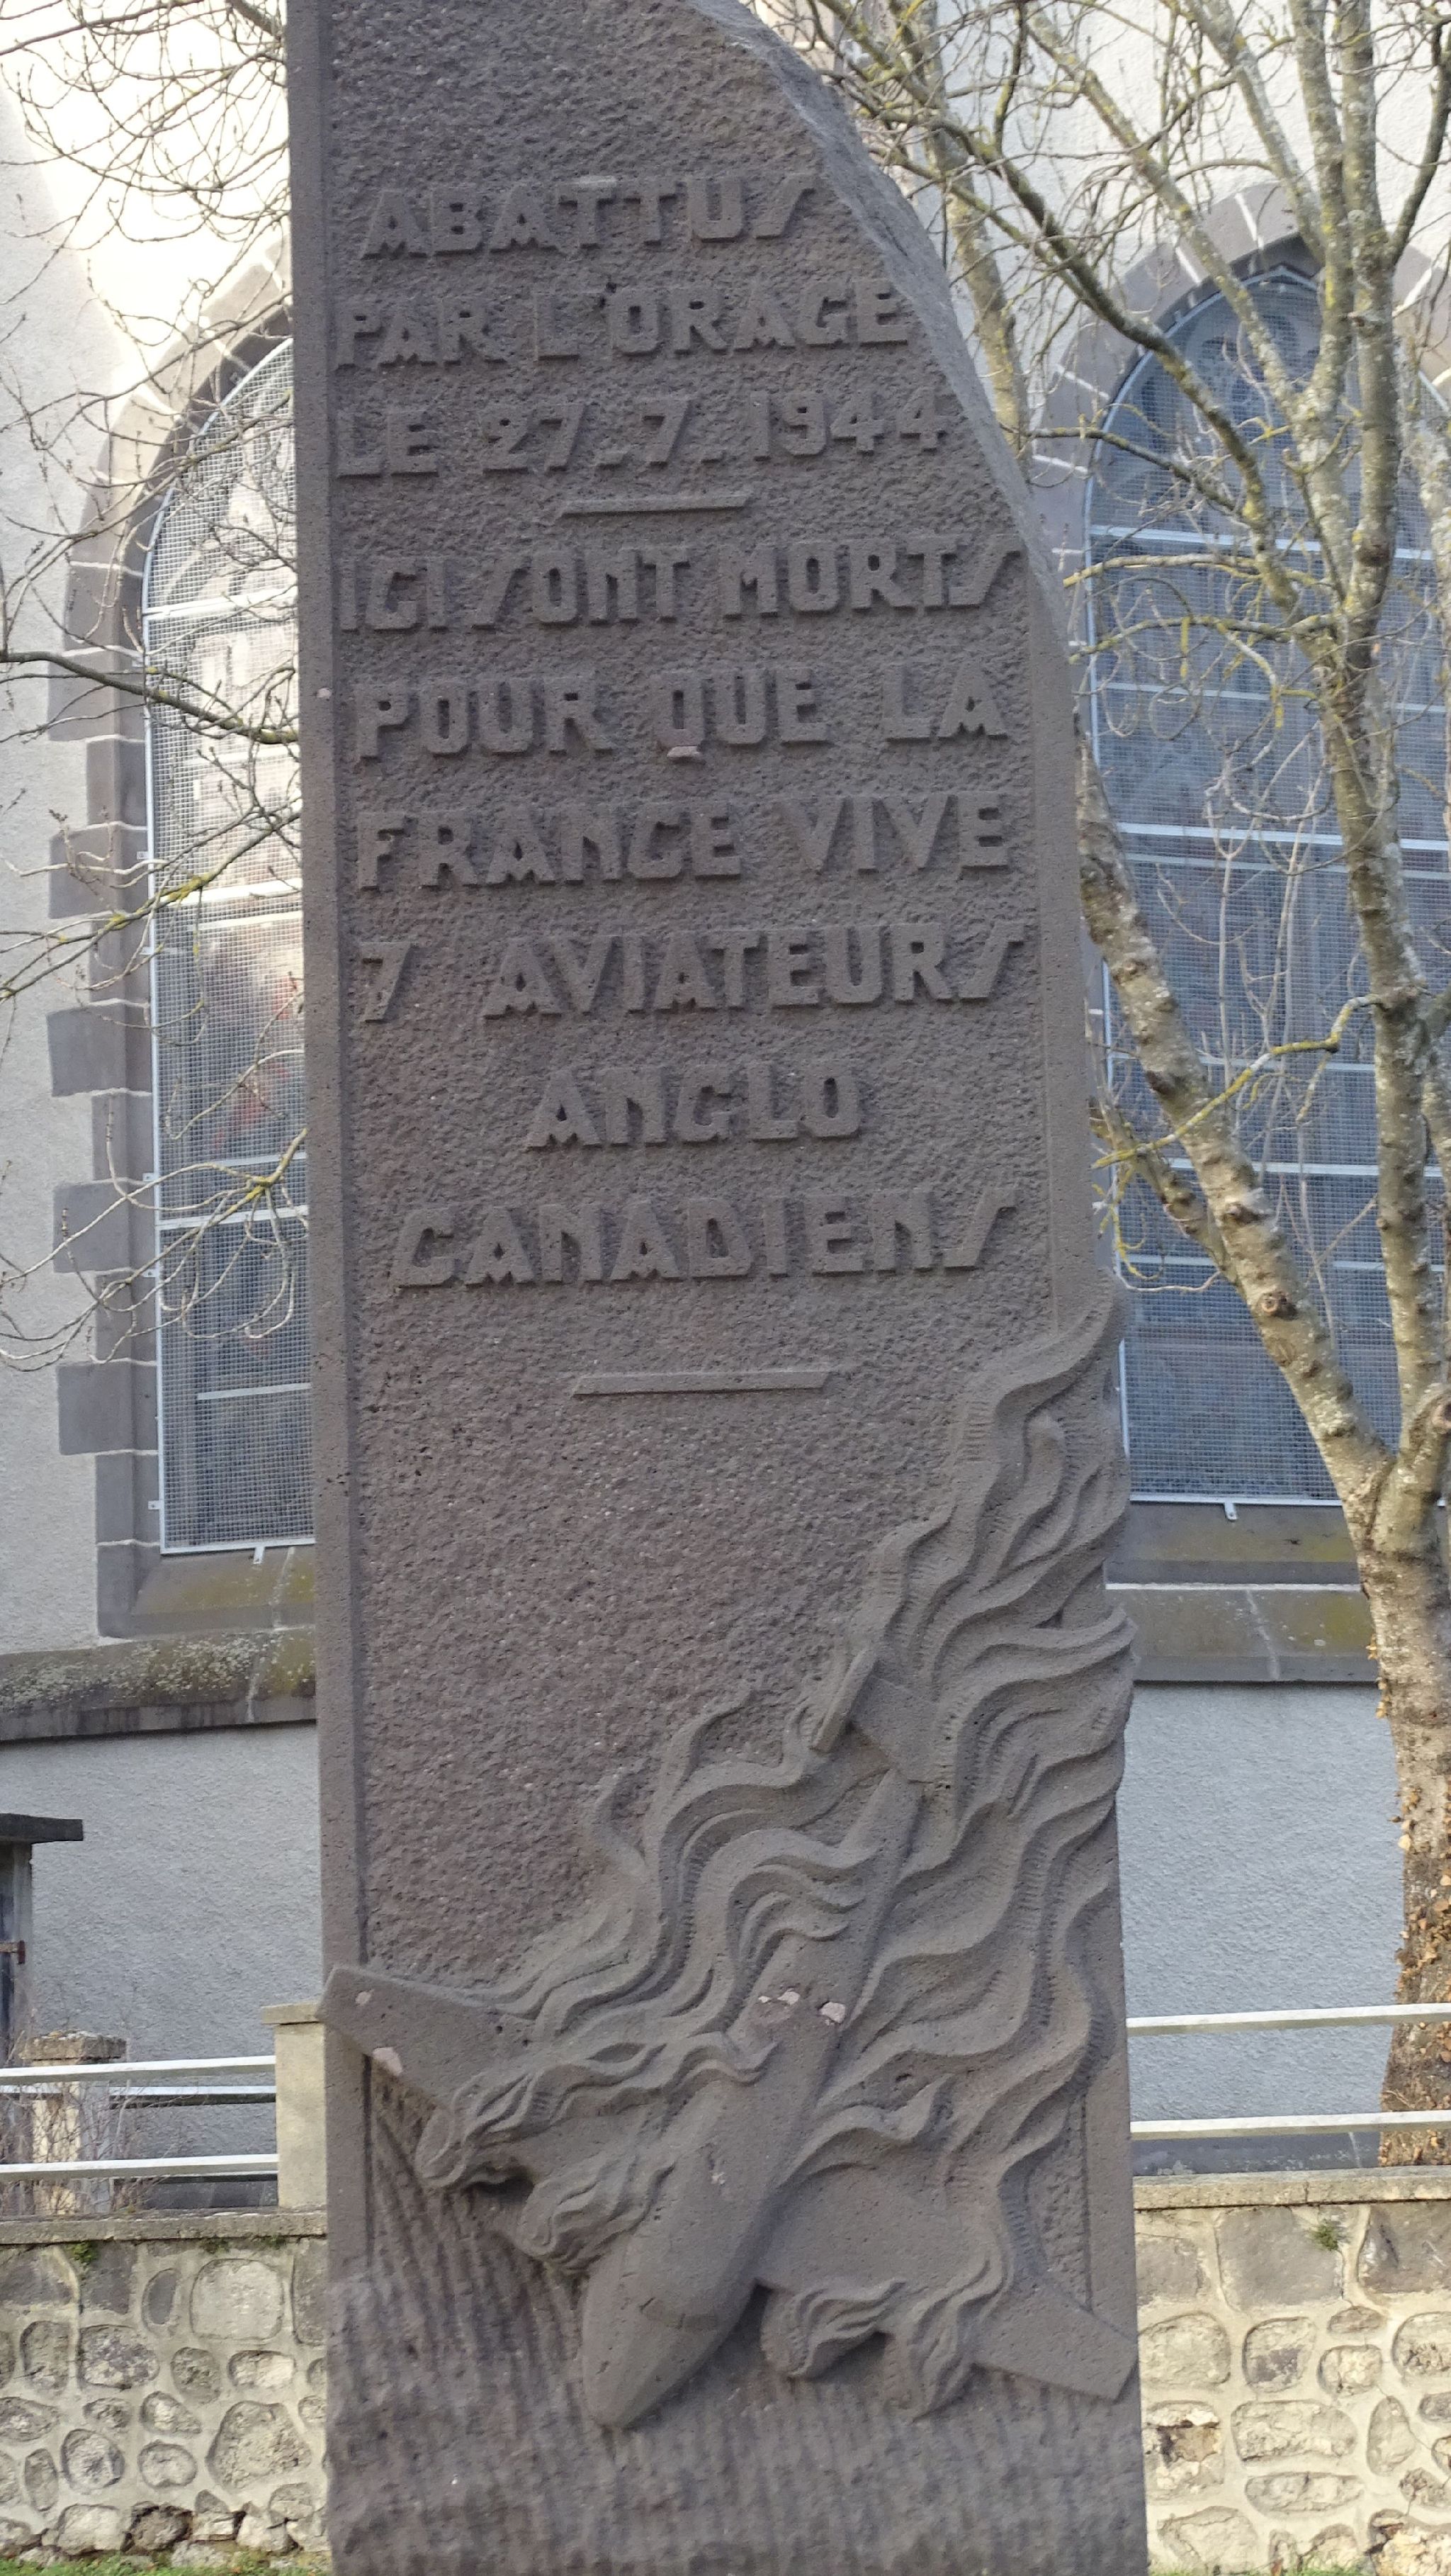 ABATTUS
PAR L'ORAGE
LE 27.7.1944
ICI SONT MORTS
POUR QUE LA
FRANCE VIVE
7 AVIATEURS
ANGLO
CANADIENS